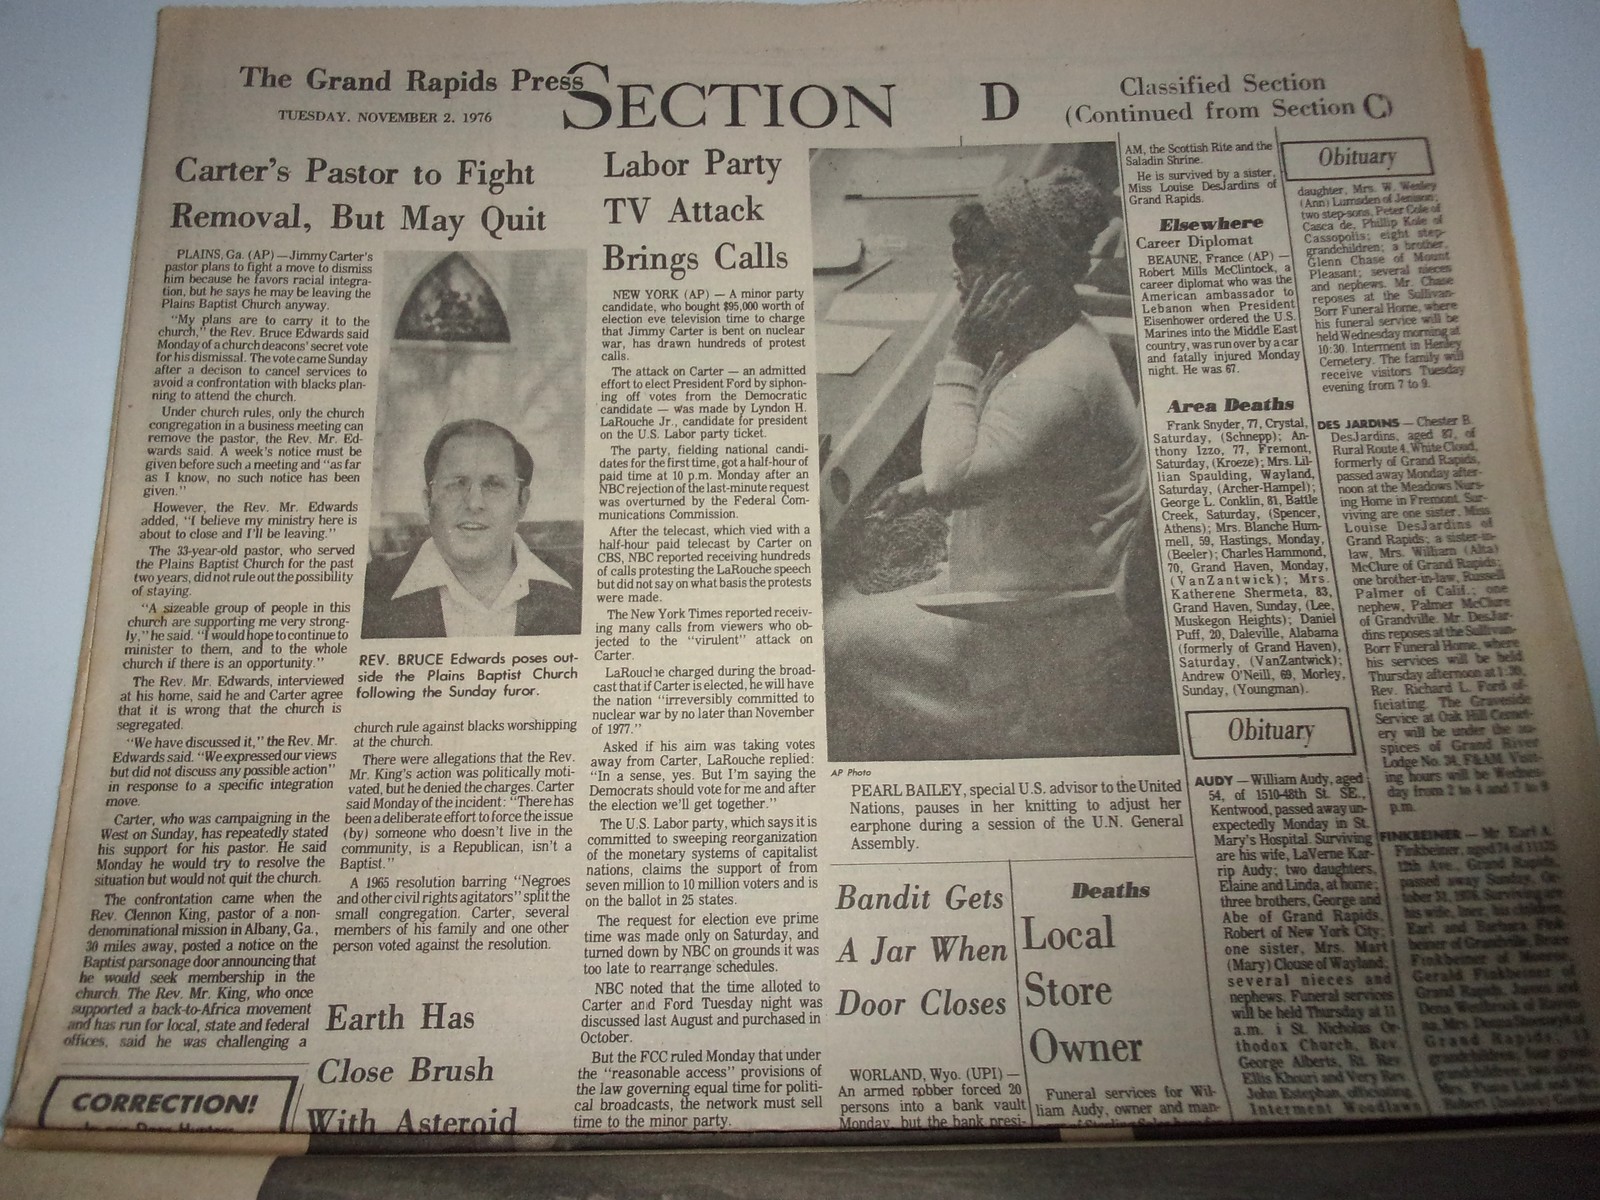 The Grand Rapids Press
TUESDAY, NOVEMBER 2, 1976
SECTION D
Classified Section
(Continued from Section C)
Carter's Pastor to Fight
Removal, But May Quit
PLAINS, Ga. (AP) — Jimmy Carter's
pastor plans to fight a move to dismiss
him because he favors racial integra-
tion, but he says he may be leaving the
Plains Baptist Church anyway.
"My plans are to carry it to the
church," the Rev. Bruce Edwards said
Monday of a church deacons' secret vote
for his dismissal. The vote came Sunday
after a decison to cancel services to
avoid a confrontation with blacks plan-
ning to attend the church.
Under church rules, only the church
congregation in a business meeting can
remove the pastor, the Rev. Mr. Ed-
wards said. A week's notice must be
given before such a meeting and "as far
as I know, no such notice has been
given."
However, the Rev. Mr. Edwards
added, "I believe my ministry here is
about to close and I'll be leaving."
The 33-year-old pastor, who served
the Plains Baptist Church for the past
two years, did not rule out the possibility
of staying.
"A sizeable group of people in this
church are supporting me very strong-
ly," he said. "I would hope to continue to
minister to them, and to the whole
church if there is an opportunity."
The Rev. Mr. Edwards, interviewed
at his home, said he and Carter agree
that it is wrong that the church is
segregated.
"We have discussed it," the Rev. Mr.
Edwards said. "We expressed our views
but did not discuss any possible action"
in response to a specific integration
move.
Carter, who was campaigning in the
West on Sunday, has repeatedly stated
his support for his pastor. He said
Monday he would try to resolve the
situation but would not quit the church.
The confrontation came when the
Rev. Clennon King, pastor of a non-
denominational mission in Albany, Ga.,
30 miles away, posted a notice on the
Baptist parsonage door announcing that
he would seek membership in the
church. The Rev. Mr. King, who once
supported a back-to-Africa movement
and has run for local, state and federal
offices, said he was challenging a
REV. BRUCE Edwards poses out-
side the Plains Baptist Church
following the Sunday furor.
church rule against blacks worshipping
at the church.
There were allegations that the Rev.
Mr. King's action was politically moti-
vated, but he denied the charges. Carter
said Monday of the incident: "There has
been a deliberate effort to force the issue
(by) someone who doesn't live in the
community, is a Republican, isn't a
Baptist."
A 1965 resolution barring "Negroes
and other civil rights agitators" split the
small congregation. Carter, several
members of his family and one other
person voted against the resolution.
CORRECTION!
Earth Has
Close Brush
With Asteroid
Labor Party
TV Attack
Brings Calls
NEW YORK (AP) — A minor party
candidate, who bought $95,000 worth of
election eve television time to charge
that Jimmy Carter is bent on nuclear
war, has drawn hundreds of protest
calls.
The attack on Carter — an admitted
effort to elect President Ford by siphon-
ing off votes from the Democratic
candidate — was made by Lyndon H.
LaRouche Jr., candidate for president
on the U.S. Labor party ticket.
The party, fielding national candi-
dates for the first time, got a half-hour of
paid time at 10 p.m. Monday after an
NBC rejection of the last-minute request
was overturned by the Federal Com-
munications Commission.
After the telecast, which vied with a
half-hour paid telecast by Carter on
CBS, NBC reported receiving hundreds
of calls protesting the LaRouche speech
but did not say on what basis the protests
were made.
The New York Times reported receiv-
ing many calls from viewers who ob-
jected to the "virulent" attack on
Carter.
LaRouche charged during the broad-
cast that if Carter is elected, he will have
the nation "irreversibly committed to
nuclear war by no later than November
of 1977."
Asked if his aim was taking votes
away from Carter, LaRouche replied:
"In a sense, yes. But I'm saying the
Democrats should vote for me and after
the election we'll get together."
The U.S. Labor party, which says it is
committed to sweeping reorganization
of the monetary systems of capitalist
nations, claims the support of from
seven million to 10 million voters and is
on the ballot in 25 states.
The request for election eve prime
time was made only on Saturday, and
turned down by NBC on grounds it was
too late to rearrange schedules.
NBC noted that the time alloted to
Carter and Ford Tuesday night was
discussed last August and purchased in
October.
But the FCC ruled Monday that under
the "reasonable access" provisions of
the law governing equal time for politi-
cal broadcasts, the network must sell
time to the minor party.
AP Photo
PEARL BAILEY, special U.S. advisor to the United
Nations, pauses in her knitting to adjust her
earphone during a session of the U.N. General
Assembly.
Bandit Gets
A Jar When
Door Closes
WORLAND, Wyo. (UPI) —
An armed robber forced 20
persons into a bank vault
Monday, but the bank presi-
Deaths
Local
Store
Owner
Funeral services for Wil-
liam Audy, owner and man-
AM, the Scottish Rite and the
Saladin Shrine.
He is survived by a sister,
Miss Louise DesJardins of
Grand Rapids.
Elsewhere
Career Diplomat
BEAUNE, France (AP) —
Robert Mills McClintock, a
career diplomat who was the
American ambassador to
Lebanon when President
Eisenhower ordered the U.S.
Marines into the Middle East
country, was run over by a car
and fatally injured Monday
night. He was 67.
Area Deaths
Frank Snyder, 77, Crystal,
Saturday, (Schnepp); An-
thony Izzo, 77, Fremont,
Saturday, (Kroeze); Mrs. Lil-
lian Spaulding, Wayland,
Saturday, (Archer-Hampel);
George L. Conklin, 81, Battle
Creek, Saturday, (Spencer,
Athens); Mrs. Blanche Hum-
mell, 59, Hastings, Monday,
(Beeler); Charles Hammond,
70, Grand Haven, Monday,
(VanZantwick); Mrs.
Katherene Shermeta, 83,
Grand Haven, Sunday, (Lee,
Muskegon Heights); Daniel
Puff, 20, Daleville, Alabama
(formerly of Grand Haven),
Saturday, (VanZantwick);
Andrew O'Neill, 69, Morley,
Sunday, (Youngman).
Obituary
AUDY — William Audy, aged
54, of 1510-48th St. SE.,
Kentwood, passed away un-
expectedly Monday in St.
Mary's Hospital. Surviving
are his wife, LaVerne Kar-
rip Audy; two daughters,
Elaine and Linda, at home;
three brothers, George and
Abe of Grand Rapids,
Robert of New York City;
one sister, Mrs. Mart
(Mary) Clouse of Wayland;
several nieces and
nephews. Funeral services
will be held Thursday at 11
a.m. i St. Nicholas Or-
thodox Church, Rev.
George Alberts, Rt. Rev.
Ellis Khouri and Very Rev.
John Estephan, officiating.
Interment Woodlawn
Obituary
daughter, Mrs. W. Wesley
(Ann) Lumsden of Jenison;
two step-sons, Peter Cole of
Casca de, Phillip Kole of
Cassopolis; eight step-
grandchildren; a brother,
Glenn Chase of Mount
Pleasant; several nieces
and nephews. Mr. Chase
reposes at the Sullivan-
Borr Funeral Home, where
his funeral service will be
held Wednesday morning at
10:30. Interment in Henley
Cemetery. The family will
receive visitors Tuesday
evening from 7 to 9.
DES JARDINS — Chester B.
DesJardins, aged 87, of
Rural Route 4, White Cloud,
formerly of Grand Rapids,
passed away Monday after-
noon at the Meadows Nurs-
ing Home in Fremont. Sur-
viving are one sister, Miss
Louise DesJardins of
Grand Rapids; a sister-in-
law, Mrs. William (Alta)
McClure of Grand Rapids;
one brother-in-law, Russell
Palmer of Calif.; one
nephew, Palmer McClure
of Grandville. Mr. DesJar-
dins reposes at the Sullivan-
Borr Funeral Home, where
his services will be held
Thursday afternoon at 1:30,
Rev. Richard L. Ford of-
ficiating. The Graveside
Service at Oak Hill Cemet-
ery will be under the au-
spices of Grand River
Lodge No. 34, F&AM. Visit-
ing hours will be Wednes-
day from 2 to 4 and 7 to 9
p.m.
FINKBEINER — Mr. Earl A.
Finkbeiner, aged 74 of
12th Ave., Grand Rapids,
passed away Sunday, Oc-
tober 31, 1976. Surviving are
his wife, his children,
Earl and Barbara Fink-
beiner of Grandville, Bruce
Finkbeiner of Monroe,
Gerald Finkbeiner of
Grand Rapids,
Grand Rapids;
grandchildren;